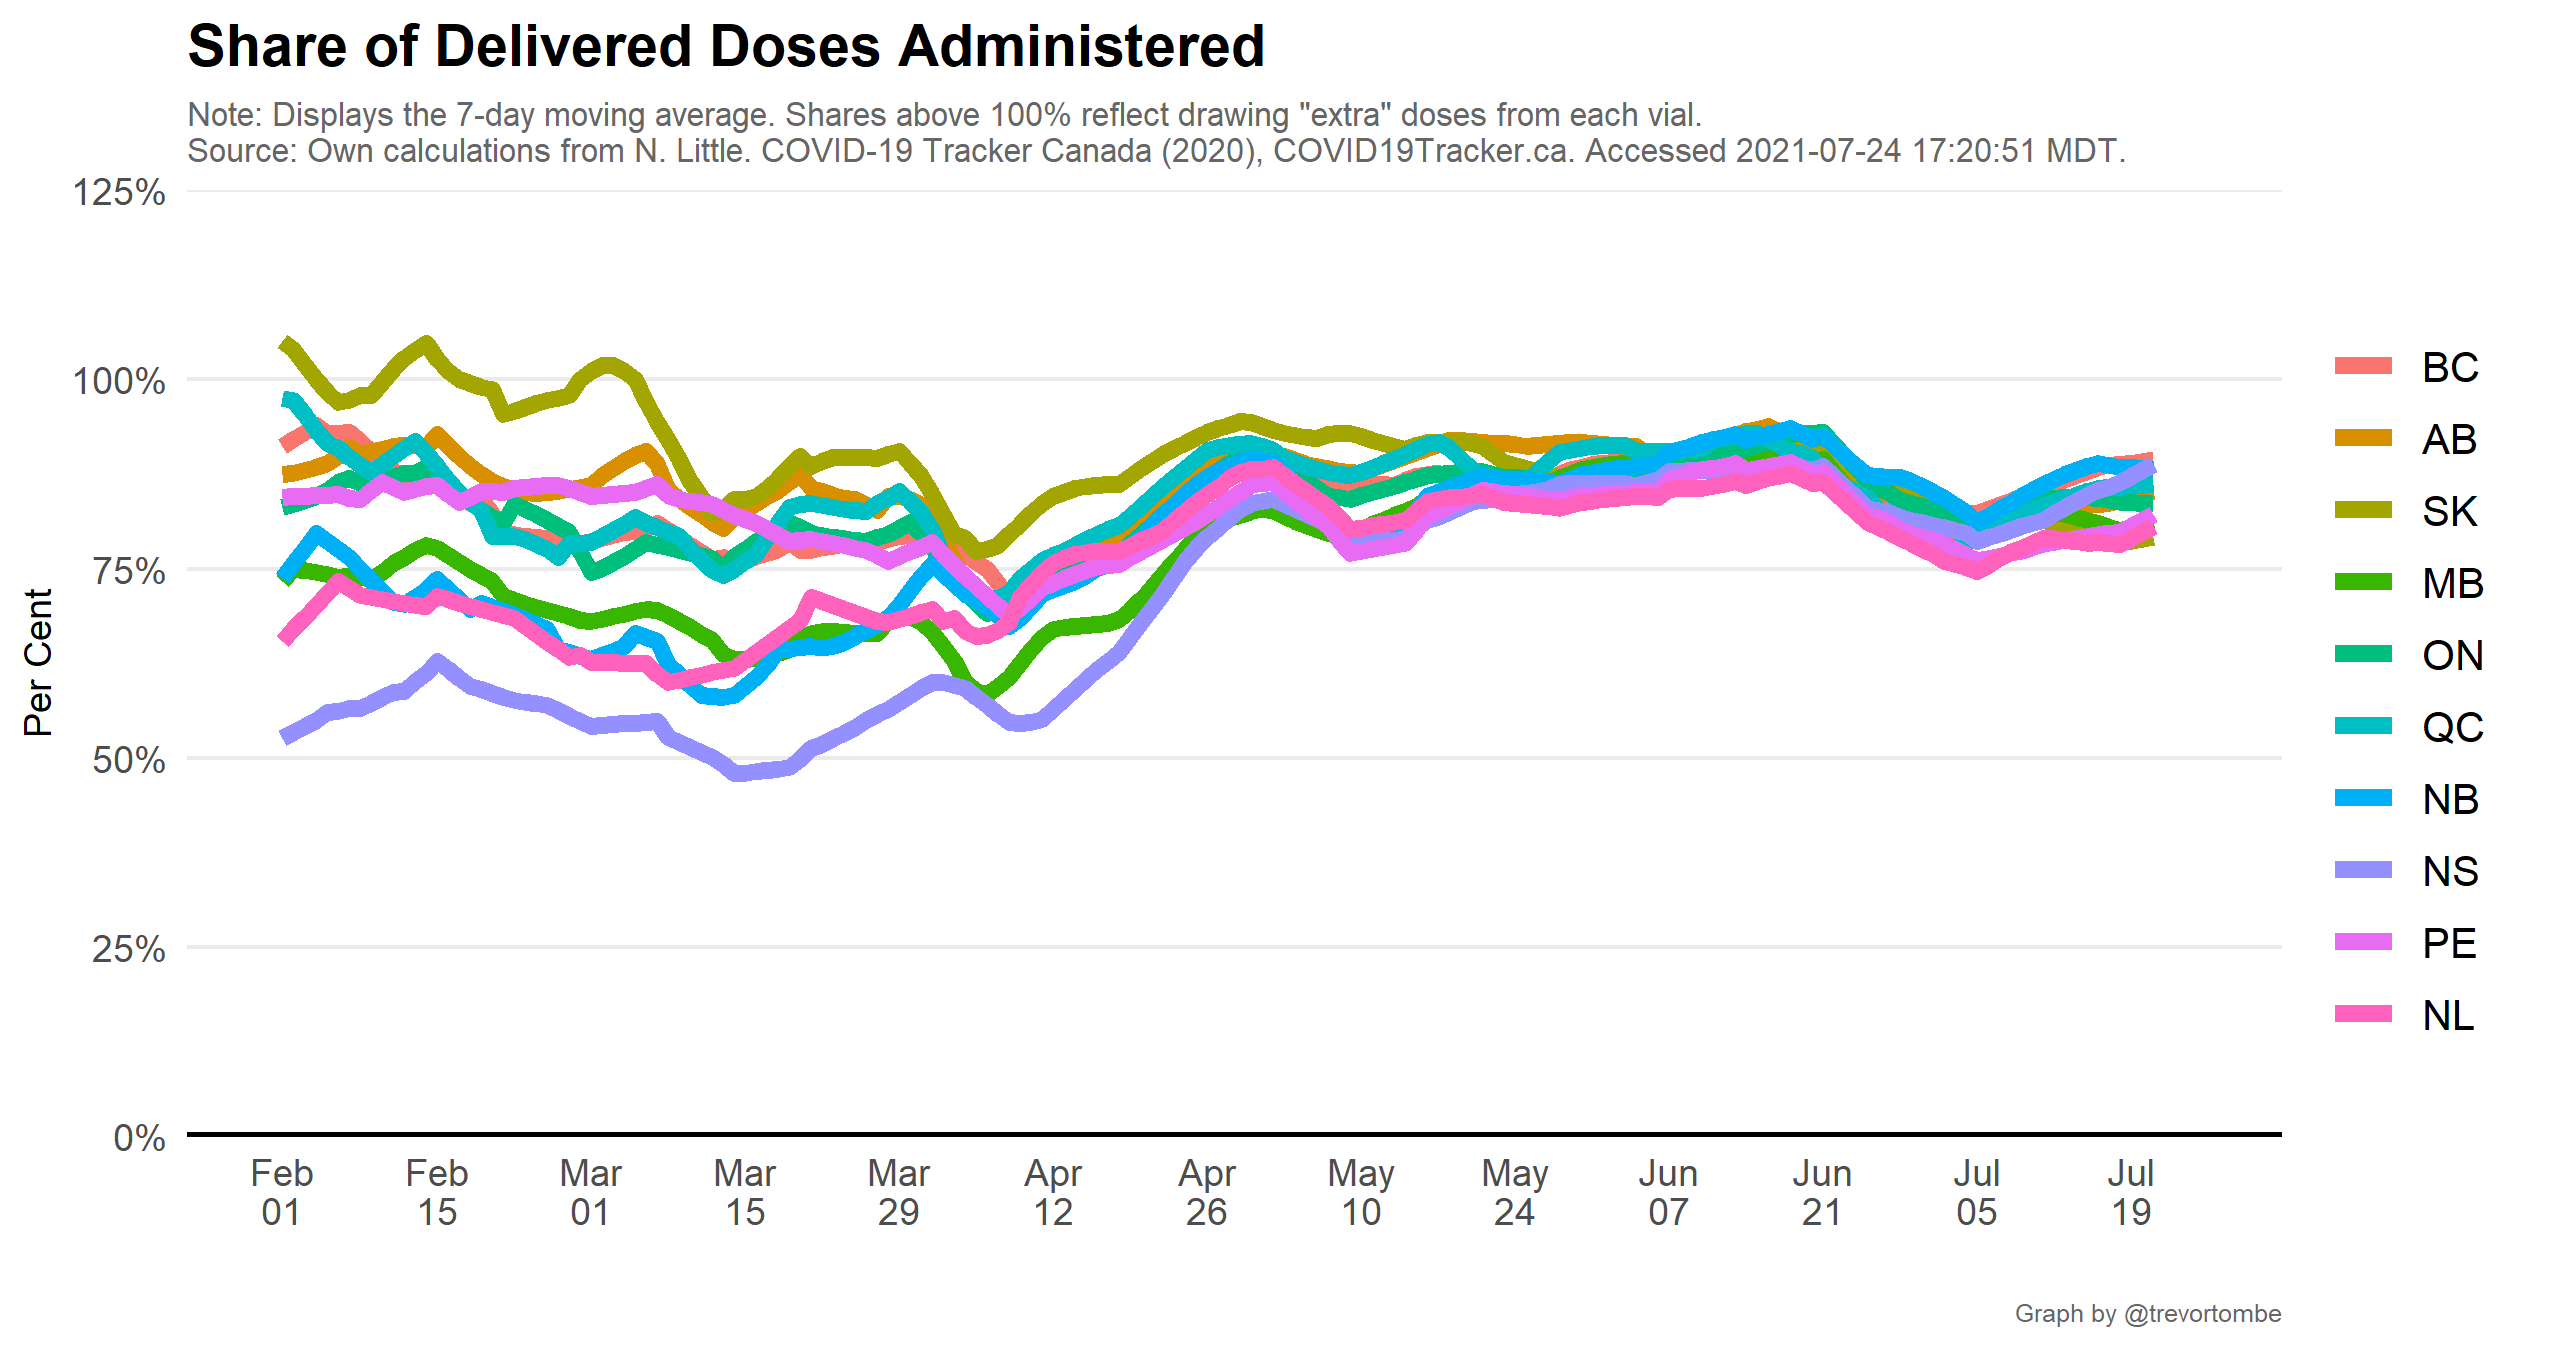 Share of Delivered Doses Administered
Note: Displays the 7-day moving average. Shares above 100% reflect drawing "extra" doses from each vial.
Source: Own calculations from N. Little. COVID-19 Tracker Canada (2020), COVID19Tracker.ca. Accessed 2021-07-24 17:20:51 MDT.
125%
100%
75%
50%
25%
0%
Per Cent
Feb 01
Feb 15
Mar 01
Mar 15
Mar 29
Apr 12
Apr 26
May 10
May 24
Jun 07
Jun 21
Jul 05
Jul 19
BC
AB
SK
MB
ON
QC
NB
NS
PE
NL
Graph by @trevortombe